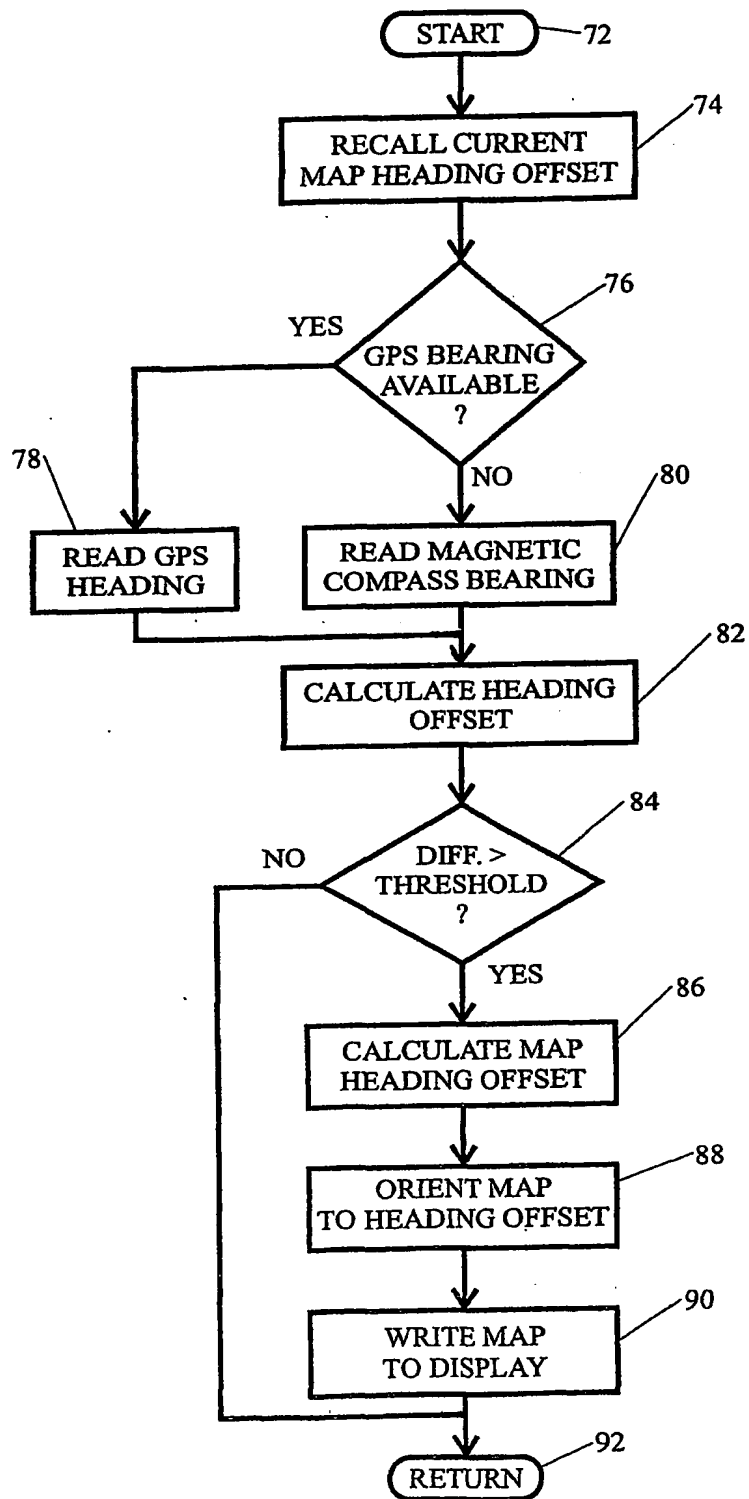 START
72
74
RECALL CURRENT
MAP HEADING OFFSET
76
YES
GPS BEARING
AVAILABLE
?
78
NO
80
READ GPS
HEADING
READ MAGNETIC
COMPASS BEARING
82
CALCULATE HEADING
OFFSET
84
NO
DIFF. >
THRESHOLD
?
YES
86
CALCULATE MAP
HEADING OFFSET
88
ORIENT MAP
TO HEADING OFFSET
90
WRITE MAP
TO DISPLAY
92
RETURN